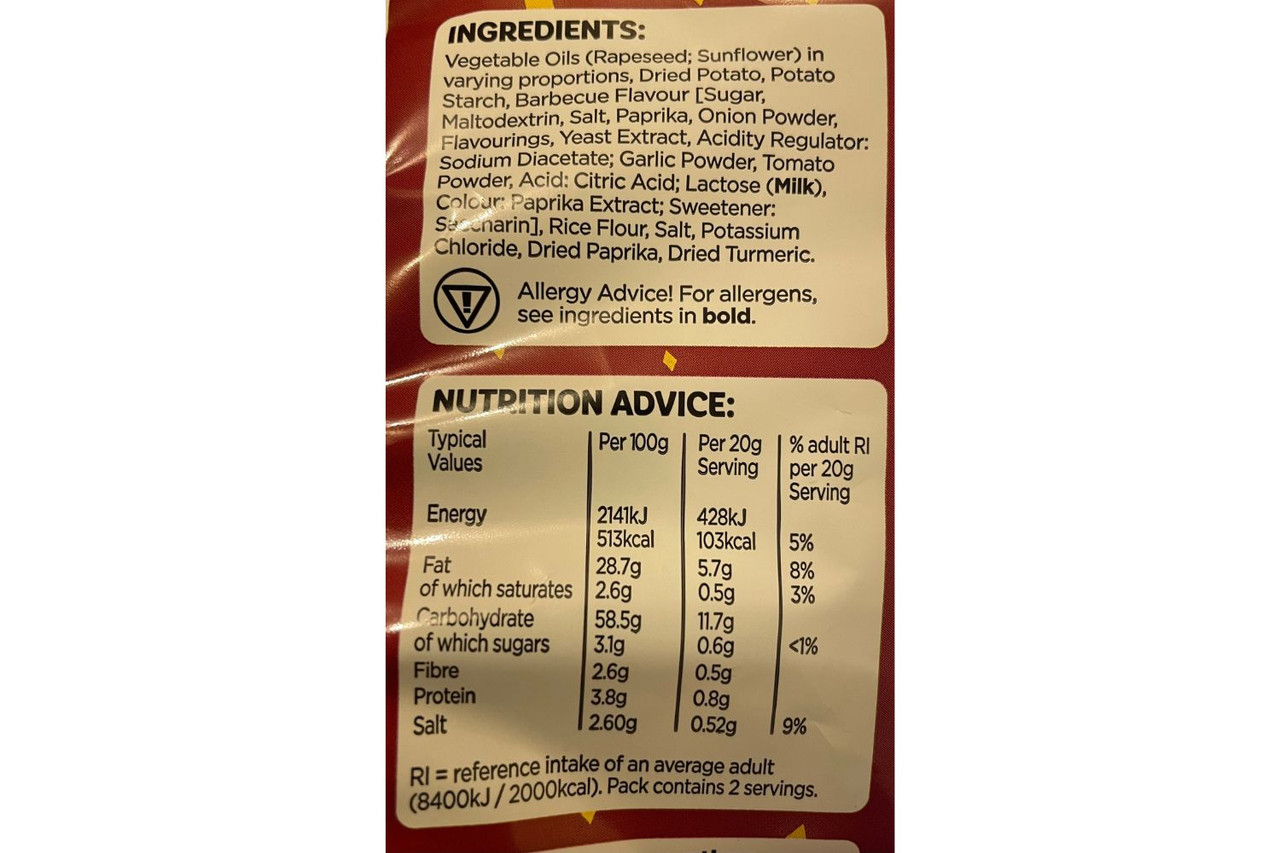 INGREDIENTS:
Vegetable Oils (Rapeseed; Sunflower) in
varying proportions, Dried Potato, Potato
Starch, Barbecue Flavour [Sugar,
Maltodextrin, Salt, Paprika, Onion Powder,
Flavourings, Yeast Extract, Acidity Regulator:
Sodium Diacetate; Garlic Powder, Tomato
Powder, Acid: Citric Acid; Lactose (Milk),
Colour: Paprika Extract; Sweetener:
Saccharin], Rice Flour, Salt, Potassium
Chloride, Dried Paprika, Dried Turmeric.
Allergy Advice! For allergens,
see ingredients in bold.
NUTRITION ADVICE:
Typical Per 100g Per 20g % adult RI
Values Serving per 20g
Serving
Energy 2141kJ 428kJ
513kcal 103kcal 5%
Fat 28.7g 5.7g 8%
of which saturates 2.6g 0.5g 3%
Carbohydrate 58.5g 11.7g
of which sugars 3.1g 0.6g <1%
Fibre 2.6g 0.5g
Protein 3.8g 0.8g
Salt 2.60g 0.52g 9%
RI = reference intake of an average adult
(8400kJ / 2000kcal). Pack contains 2 servings.